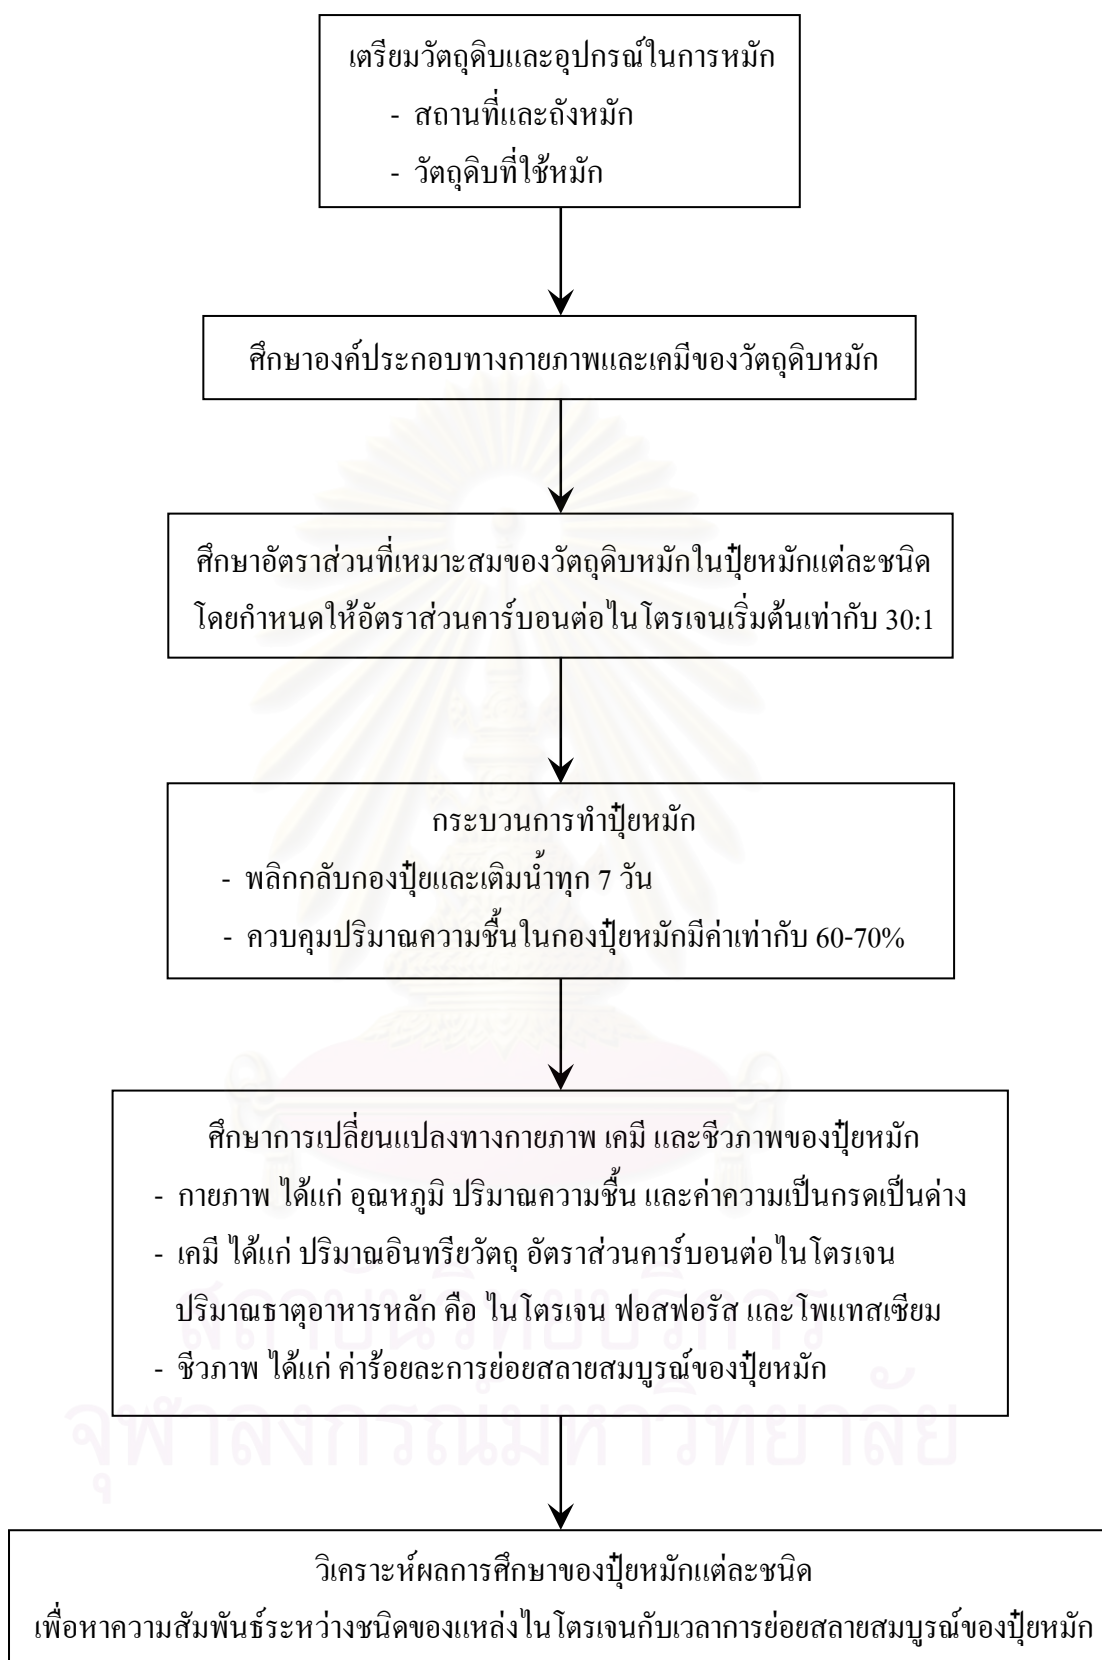 เตรียมวัตถุดิบและอุปกรณ์ในการหมัก
- สถานที่และถังหมัก
- วัตถุดิบที่ใช้หมัก
ศึกษาองค์ประกอบทางกายภาพและเคมีของวัตถุดิบหมัก
ศึกษาอัตราส่วนที่เหมาะสมของวัตถุดิบหมักในปุ๋ยหมักแต่ละชนิด
โดยกำหนดให้อัตราส่วนคาร์บอนต่อไนโตรเจนเริ่มต้นเท่ากับ 30:1
กระบวนการทำปุ๋ยหมัก
- พลิกกลับกองปุ๋ยและเติมน้ำทุก 7 วัน
- ควบคุมปริมาณความชื้นในกองปุ๋ยหมักมีค่าเท่ากับ 60-70%
ศึกษาการเปลี่ยนแปลงทางกายภาพ เคมี และชีวภาพของปุ๋ยหมัก
- กายภาพ ได้แก่ อุณหภูมิ ปริมาณความชื้น และค่าความเป็นกรดเป็นด่าง
- เคมี ได้แก่ ปริมาณอินทรียวัตถุ อัตราส่วนคาร์บอนต่อไนโตรเจน
ปริมาณธาตุอาหารหลัก คือ ไนโตรเจน ฟอสฟอรัส และโพแทสเซียม
- ชีวภาพ ได้แก่ ค่าร้อยละการย่อยสลายสมบูรณ์ของปุ๋ยหมัก
สถาบันวิทยบริการ
จุฬาลงกรณ์มหาวิทยาลัย
วิเคราะห์ผลการศึกษาของปุ๋ยหมักแต่ละชนิด
เพื่อหาความสัมพันธ์ระหว่างชนิดของแหล่งไนโตรเจนกับเวลาการย่อยสลายสมบูรณ์ของปุ๋ยหมัก